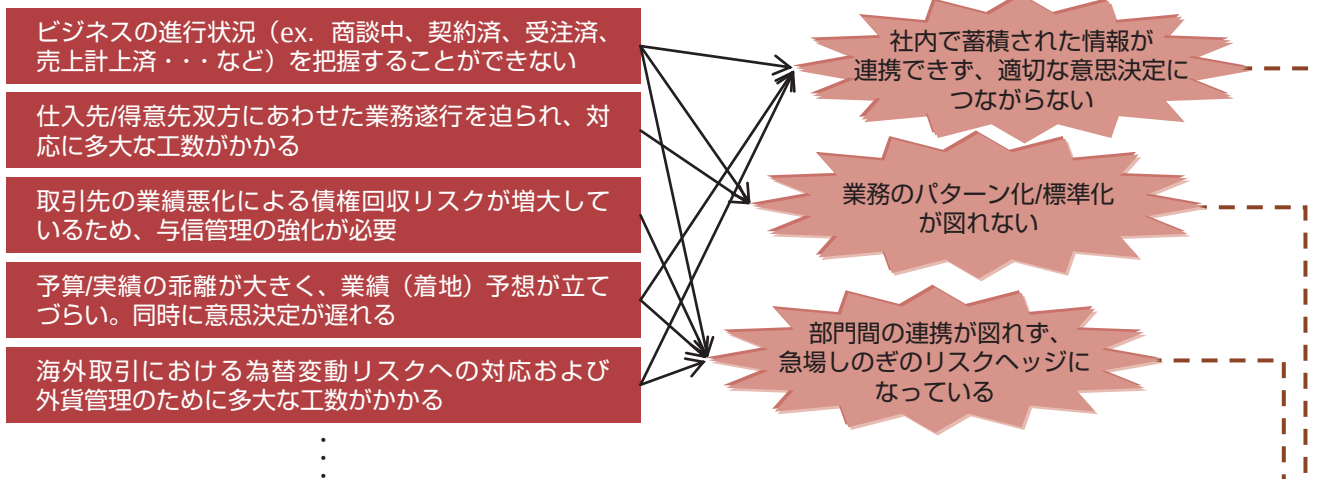 ビジネスの進行状況（ex. 商談中、契約済、受注済、
売上計上済・・・など）を把握することができない
仕入先/得意先双方にあわせた業務遂行を迫られ、対
応に多大な工数がかかる
取引先の業績悪化による債権回収リスクが増大して
いるため、与信管理の強化が必要
予算/実績の乖離が大きく、業績（着地）予想が立て
づらい。同時に意思決定が遅れる
海外取引における為替変動リスクへの対応および
外貨管理のために多大な工数がかかる
・
・
・
社内で蓄積された情報が
連携できず、適切な意思決定に
つながらない
業務のパターン化/標準化
が図れない
部門間の連携が図れず、
急場しのぎのリスクヘッジに
なっている